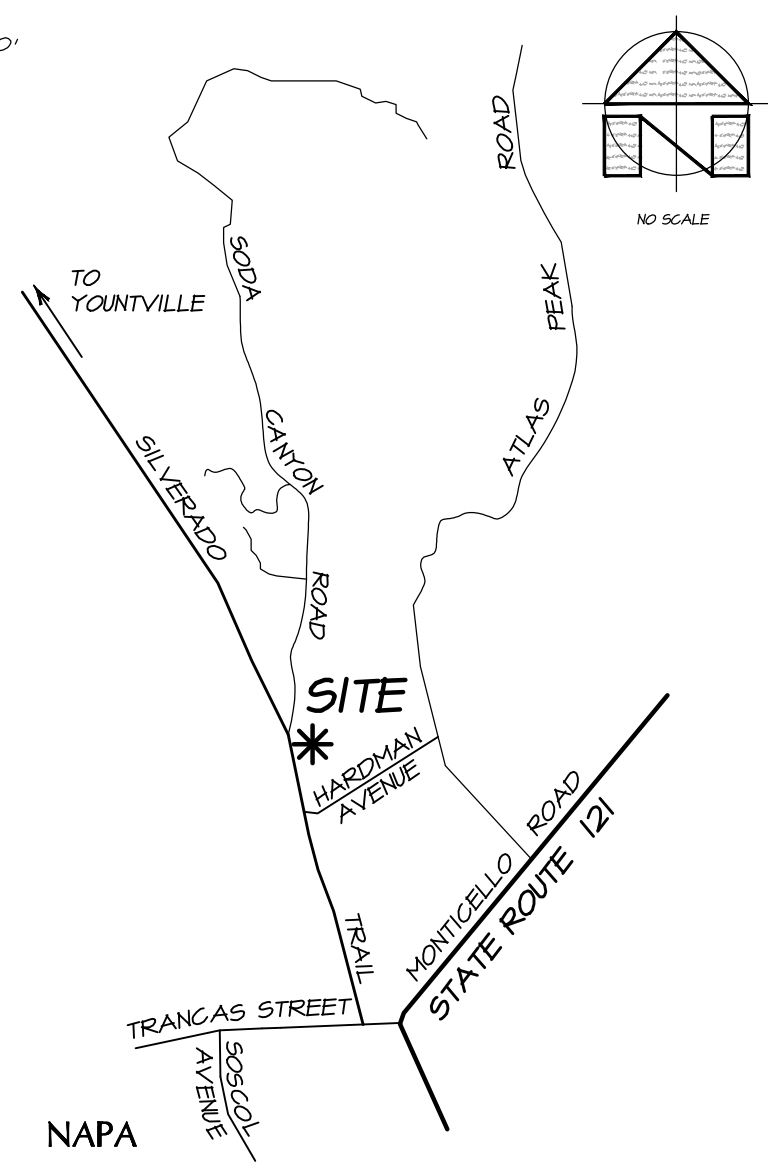 0'
NO SCALE
ROAD
PEAK
ATLAS
SODA
CANYON
ROAD
TO
YOUNTVILLE
SILVERADO
SITE
HARDMAN
AVENUE
ROAD
MONTICELLO
STATE ROUTE 121
TRAIL
TRANCAS STREET
SOSCOL
AVENUE
NAPA